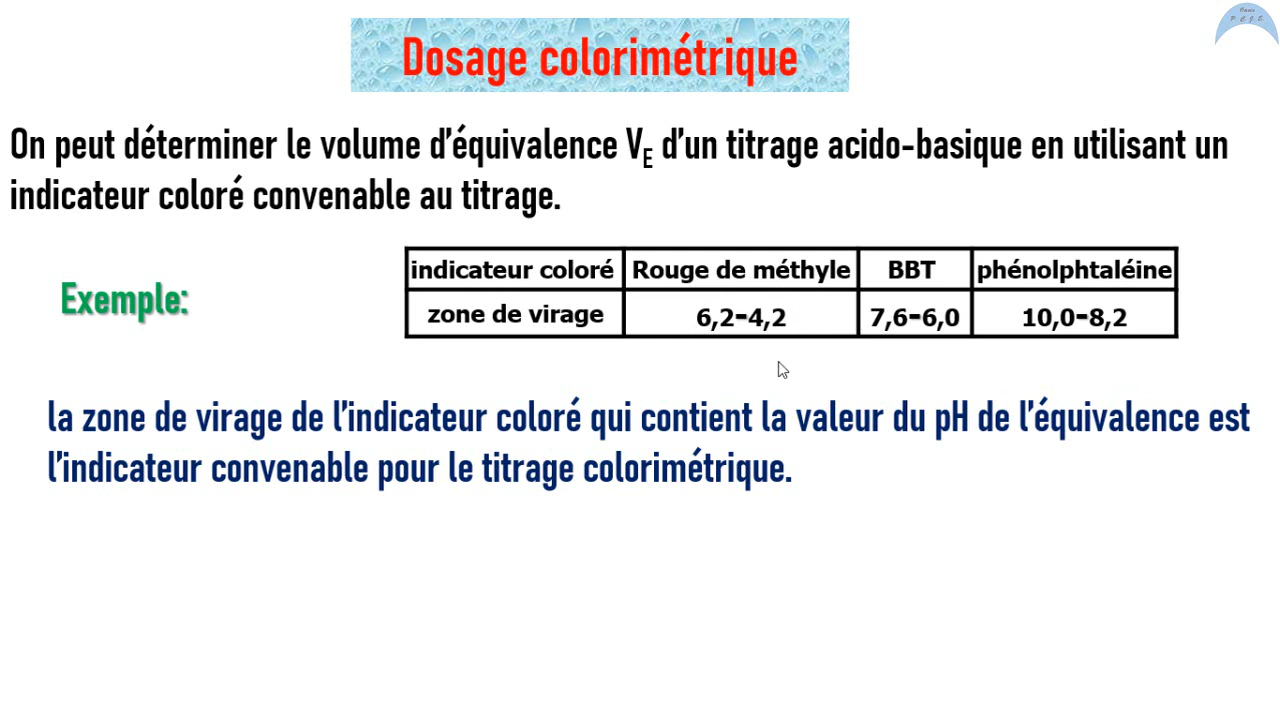 Oasis
P. C. J. E.
Dosage colorimétrique
On peut déterminer le volume d'équivalence VE d'un titrage acido-basique en utilisant un
indicateur coloré convenable au titrage.
Exemple:
indicateur coloré Rouge de méthyle BBT phénolphtaléine
zone de virage 6,2-4,2 7,6-6,0 10,0-8,2
la zone de virage de l'indicateur coloré qui contient la valeur du pH de l'équivalence est
l'indicateur convenable pour le titrage colorimétrique.